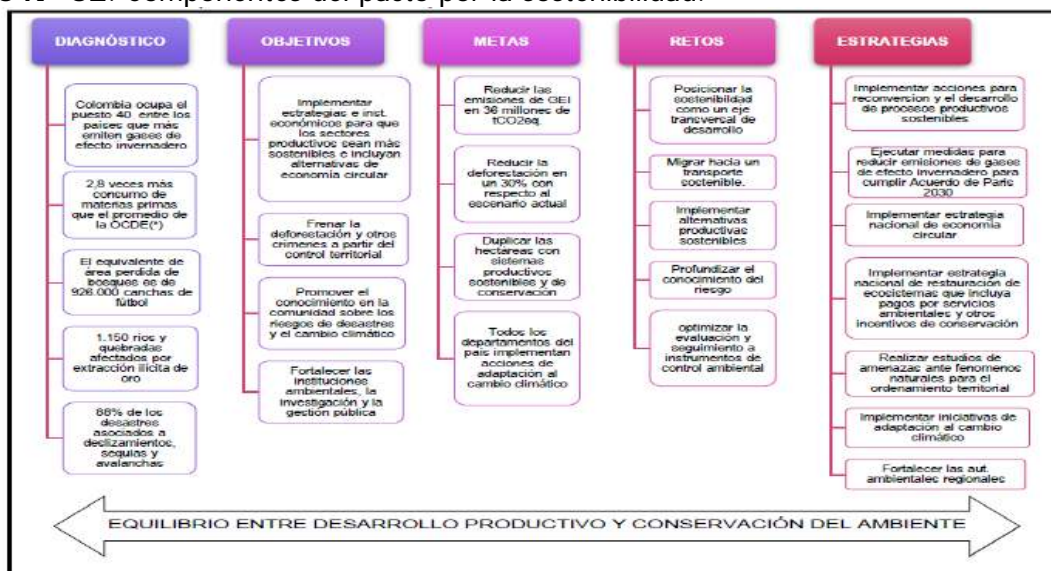 componentes del pacto por la sostenibilidad.
DIAGNÓSTICO
Colombia ocupa el
puesto 40 entre los
países que más
emiten gases de
efecto invernadero
2,8 veces más
consumo de
materias primas
que el promedio de
la OCDE(*)
El equivalente de
área perdida de
bosques es de
926.000 canchas de
fútbol
1.150 ríos y
quebradas
afectados por
extracción ilícita de
oro
88% de los
desastres
asociados a
deslizamientos,
sequias y
avalanchas
OBJETIVOS
Implementar
estrategias e inst.
económicos para que
los sectores
productivos sean más
sostenibles e incluyan
alternativas de
economía circular
Frenar la
deforestación y otros
crimenes a partir del
control territorial
Promover el
conocimiento en la
comunidad sobre los
riesgos de desastres
y el cambio climático
Fortalecer las
instituciones
ambientales, la
investigación y la
gestión pública
METAS
Reducir las
emisiones de GEI
en 36 millones de
tCO2eq.
Reducir la
deforestación en
un 30% con
respecto al
escenario actual
Duplicar las
hectáreas con
sistemas
productivos
sostenibles y de
conservación
Todos los
departamentos del
país implementan
acciones de
adaptación al
cambio climático
RETOS
Posicionar la
sostenibilidad
como un eje
transversal de
desarrollo
Migrar hacia un
transporte
sostenible.
Implementar
alternativas
productivas
sostenibles
Profundizar el
conocimiento del
riesgo
optimizar la
evaluación y
seguimiento a
instrumentos de
control ambiental
ESTRATEGIAS
Implementar acciones para
reconversion y el desarrollo
de procesos productivos
sostenibles
Ejecutar medidas para
reducir emisiones de gases
de efecto invernadero para
cumplir Acuerdo de Paris
2030
Implementar estrategia
nacional de economía
circular
Implementar estrategia
nacional de restauración de
ecosistemas que incluya
pagos por servicios
ambientales y otros
incentivos de conservación
Realizar estudios de
amenazas ante fenomenos
naturales para el
ordenamiento territorial
Implementar iniciativas de
adaptación al cambio
climático
Fortalecer las aut.
ambientales regionales
EQUILIBRIO ENTRE DESARROLLO PRODUCTIVO Y CONSERVACIÓN DEL AMBIENTE